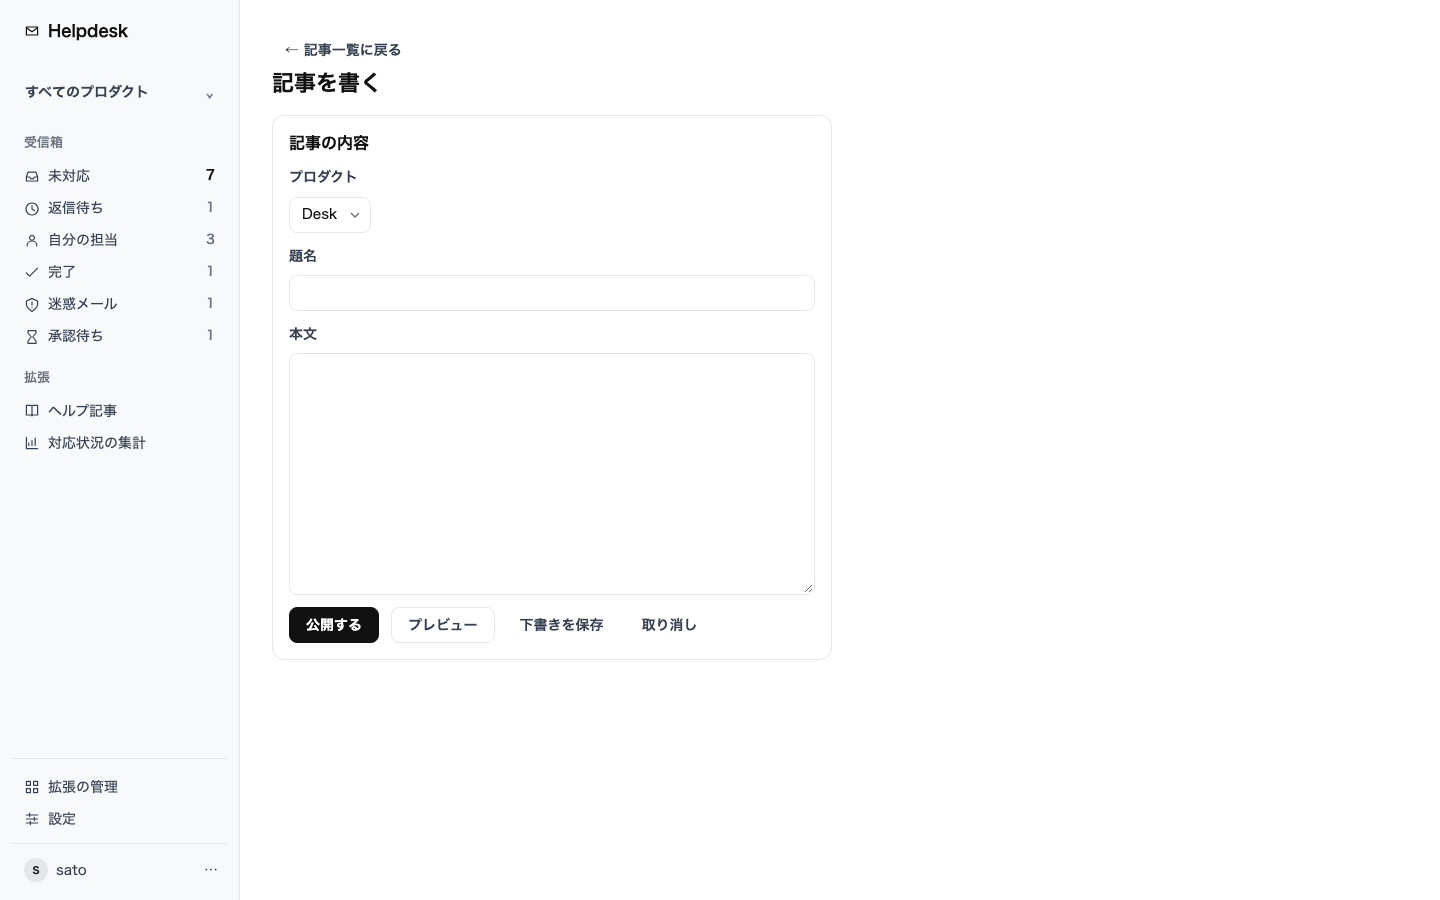 Helpdesk
すべてのプロダクト
受信箱
未対応 7
返信待ち 1
自分の担当 3
完了 1
迷惑メール 1
承認待ち 1
拡張
ヘルプ記事
対応状況の集計
拡張の管理
設定
S sato ...
← 記事一覧に戻る
記事を書く
記事の内容
プロダクト
Desk
題名
本文
公開する プレビュー 下書きを保存 取り消し